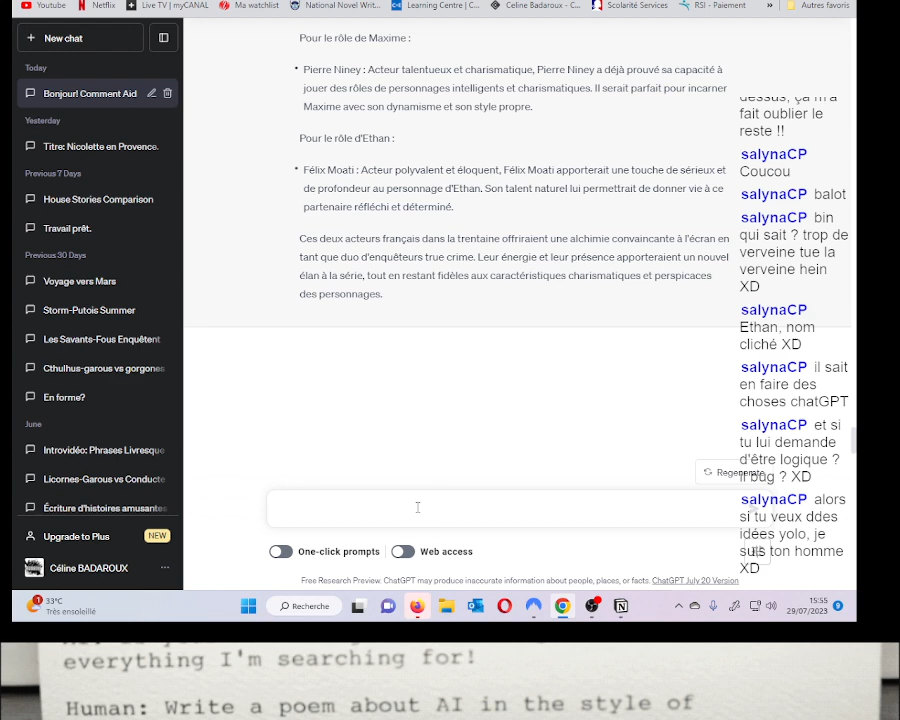 Youtube Netflix Live TV | myCANAL Ma watchlist National Novel Writ... Learning Centre | C... Celine Badaroux - C... Scolarité Services RSI - Paiement » Autres favoris
+ New chat
Today
Bonjour! Comment Aid
Yesterday
Titre: Nicolette en Provence.
Previous 7 Days
House Stories Comparison
Travail prêt.
Previous 30 Days
Voyage vers Mars
Storm-Putois Summer
Les Savants-Fous Enquêtent
Cthulhus-garous vs gorgones
En forme?
June
Introvidéo: Phrases Livresqu
Licornes-Garous vs Conducte
Écriture d'histoires amusantes
Upgrade to Plus NEW
Céline BADAROUX ...
Pour le rôle de Maxime :
• Pierre Niney : Acteur talentueux et charismatique, Pierre Niney a déjà prouvé sa capacité à
jouer des rôles de personnages intelligents et charismatiques. Il serait parfait pour incarner
Maxime avec son dynamisme et son style propre.
Pour le rôle d'Ethan :
• Félix Moati : Acteur polyvalent et éloquent, Félix Moati apporterait une touche de sérieux et
de profondeur au personnage d'Ethan. Son talent naturel lui permettrait de donner vie à ce
partenaire réfléchi et déterminé.
Ces deux acteurs français dans la trentaine offriraient une alchimie convaincante à l'écran en
tant que duo d'enquêteurs true crime. Leur énergie et leur présence apporteraient un nouvel
élan à la série, tout en restant fidèles aux caractéristiques charismatiques et perspicaces
des personnages.
Regenerate
One-click prompts Web access
Free Research Preview. ChatGPT may produce inaccurate information about people, places, or facts. ChatGPT July 20 Version
dessus, ça m'a
fait oublier le
reste !!
salynaCP
Coucou
salynaCP balot
salynaCP bin
qui sait ? trop de
verveine tue la
verveine hein
XD
salynaCP
Ethan, nom
cliché XD
salynaCP il sait
en faire des
choses chatGPT
salynaCP et si
tu lui demande
d'être logique ?
il bug ? XD
salynaCP alors
si tu veux ddes
idées yolo, je
suis ton homme
XD
1
33°C
Très ensoleillé
Recherche
15:55
29/07/2023
9
everything I'm searching for!
Human: Write a poem about AI in the style of